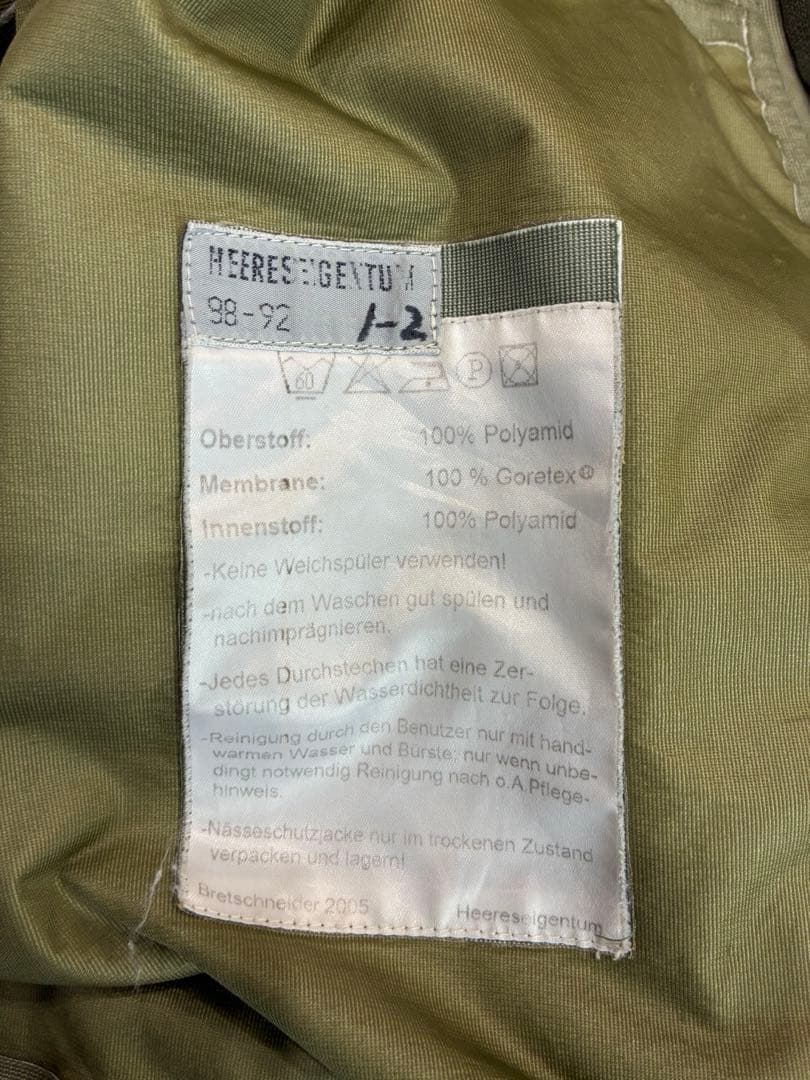 HEERESEIGENTUM
98-92 1-2
60 P
Oberstoff: 100% Polyamid
Membrane: 100 % Goretex®
Innenstoff: 100% Polyamid
-Keine Weichspüler verwenden!
-nach dem Waschen gut spülen und
nachimprägnieren.
-Jedes Durchstechen hat eine Zer-
störung der Wasserdichtheit zur Folge.
-Reinigung durch den Benutzer nur mit hand-
warmen Wasser und Bürste; nur wenn unbe-
dingt notwendig Reinigung nach o.A.Pflege-
hinweis.
-Nässeschutzjacke nur im trockenen Zustand
verpacken und lagern!
Bretschneider 2005 Heereseigentum